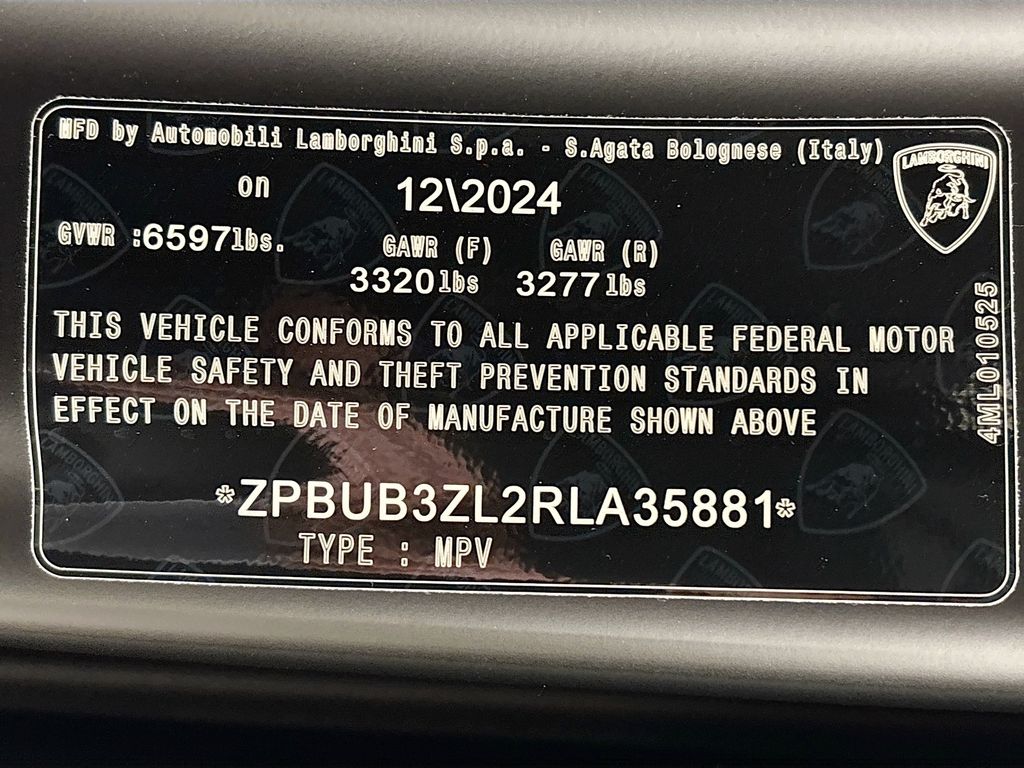 MFD by Automobili Lamborghini S.p.a. - S.Agata Bolognese (Italy)
LAMBORGHINI
on 12\2024
GVWR :6597lbs. GAWR (F) GAWR (R)
3320lbs 3277lbs
THIS VEHICLE CONFORMS TO ALL APPLICABLE FEDERAL MOTOR
VEHICLE SAFETY AND THEFT PREVENTION STANDARDS IN
EFFECT ON THE DATE OF MANUFACTURE SHOWN ABOVE
4ML010525
*ZPBUB3ZL2RLA35881*
TYPE : MPV